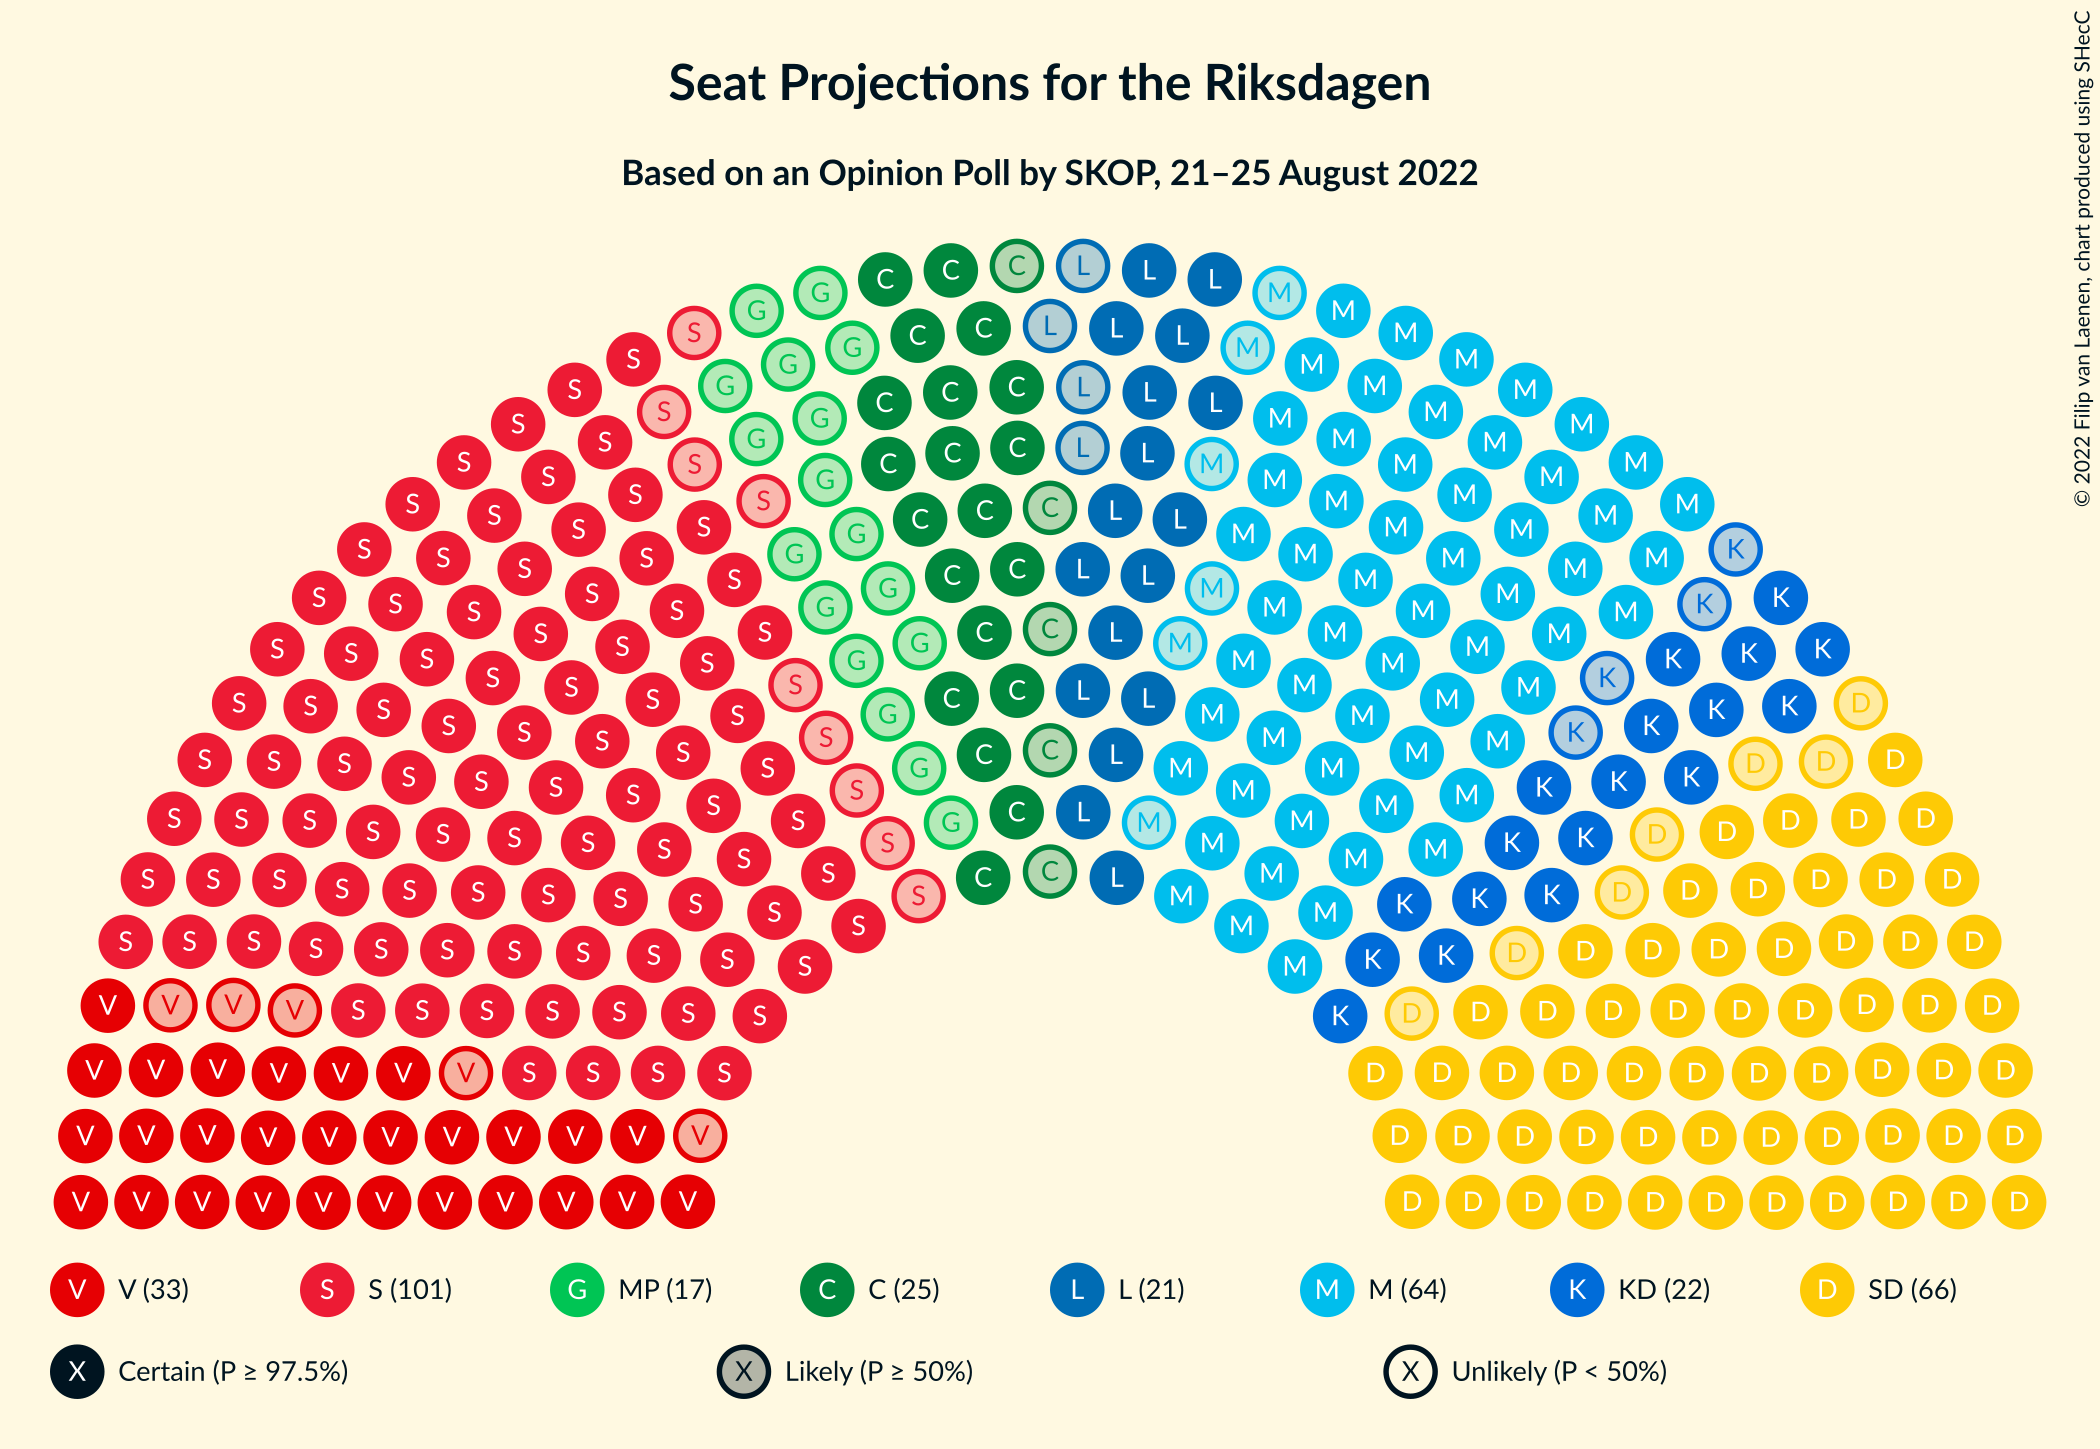 Seat Projections for the Riksdagen
Based on an Opinion Poll by SKOP, 21–25 August 2022
© 2022 Filip van Laenen, chart produced using SHecC
V V (33) S S (101) G MP (17) C C (25) L L (21) M M (64) K KD (22) D SD (66)
X Certain (P ≥ 97.5%) X Likely (P ≥ 50%) X Unlikely (P < 50%)